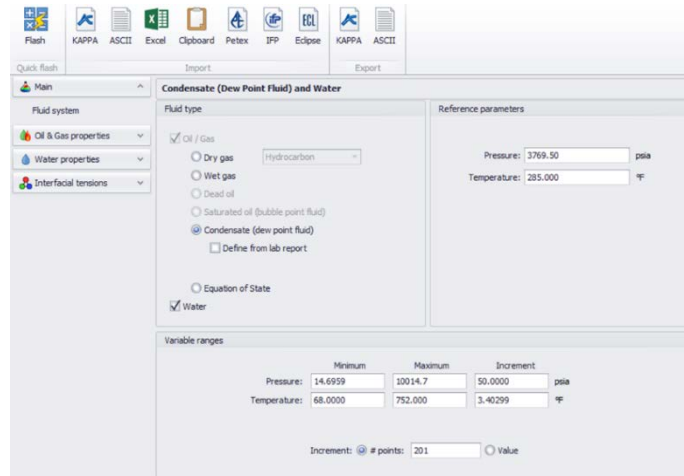 Flash
KAPPA ASCII Excel Clipboard Petex IFP Eclipse KAPPA ASCII
Quick flash Import Export
Main
Fluid system
Oil & Gas properties
Water properties
Interfacial tensions
Condensate (Dew Point Fluid) and Water
Fluid type
Oil / Gas
Dry gas Hydrocarbon
Wet gas
Dead oil
Saturated oil (bubble point fluid)
Condensate (dew point fluid)
Define from lab report
Equation of State
Water
Reference parameters
Pressure: 3769.50 psia
Temperature: 285.000 °F
Variable ranges
Minimum Maximum Increment
Pressure: 14.6959 10014.7 50.0000 psia
Temperature: 68.0000 752.000 3.40299 °F
Increment: # points: 201 Value